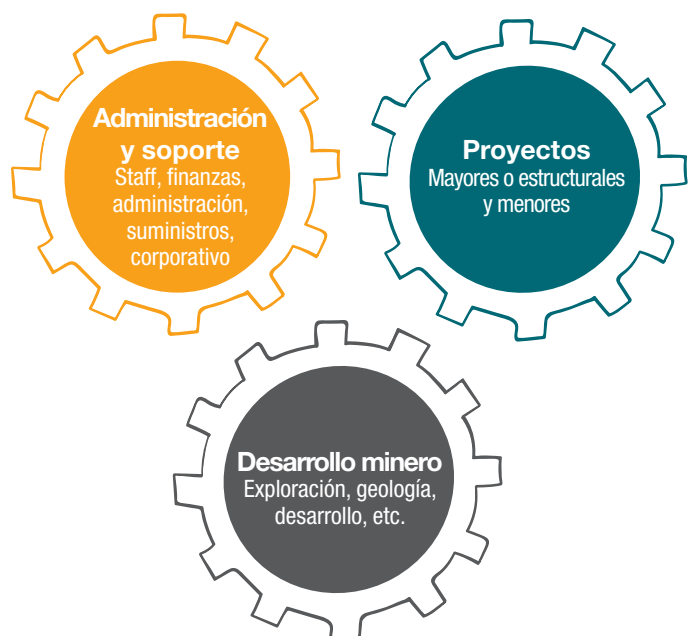 Administración
y soporte
Staff, finanzas,
administración,
suministros,
corporativo
Proyectos
Mayores o estructurales
y menores
Desarrollo minero
Exploración, geología,
desarrollo, etc.